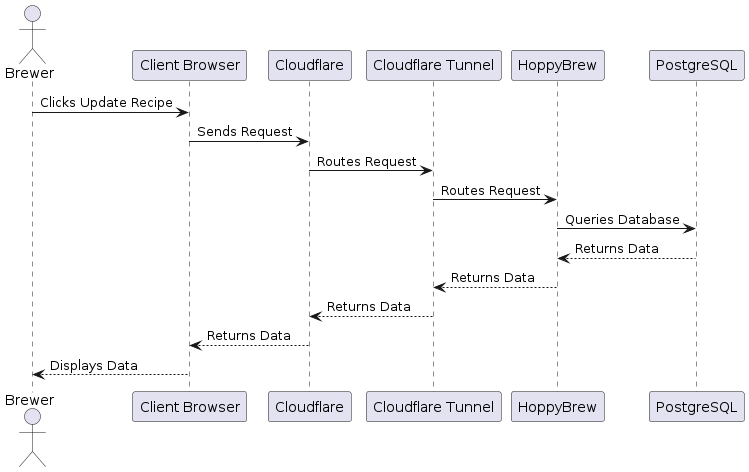 Brewer
Client Browser
Cloudflare
Cloudflare Tunnel
HoppyBrew
PostgreSQL
Clicks Update Recipe
Sends Request
Routes Request
Routes Request
Queries Database
Returns Data
Returns Data
Returns Data
Returns Data
Displays Data
Brewer
Client Browser
Cloudflare
Cloudflare Tunnel
HoppyBrew
PostgreSQL